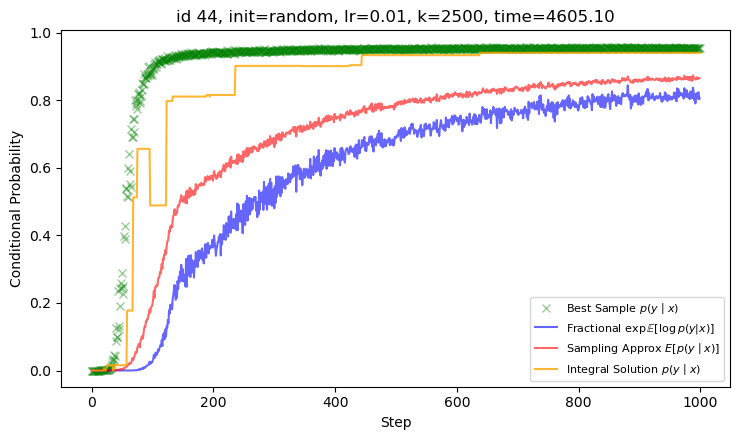 id 44, init=random, lr=0.01, k=2500, time=4605.10
Conditional Probability
1.0
0.8
0.6
0.4
0.2
0.0
0 200 400 600 800 1000
Step
Best Sample p(y | x)
Fractional exp𝔼[log p(y|x)]
Sampling Approx E[p(y | x)]
Integral Solution p(y | x)